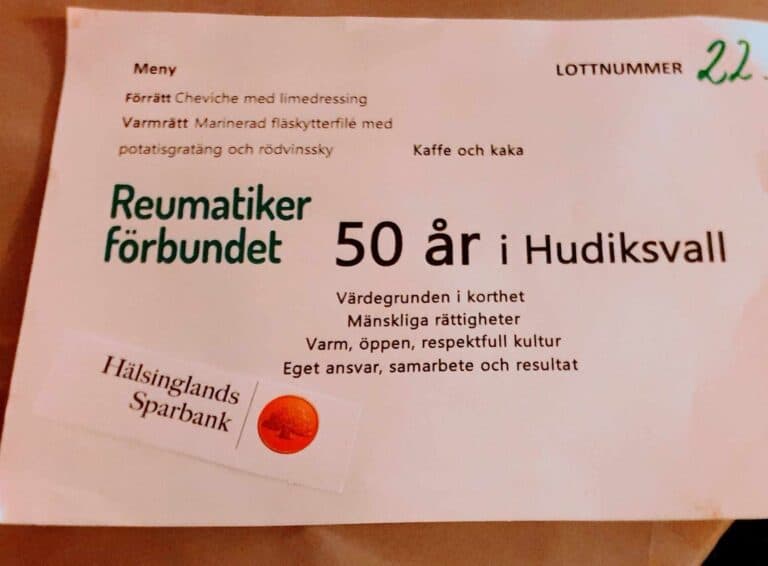 Meny
LOTTNUMMER 22
Förrätt Cheviche med limedressing
Varmrätt Marinerad fläskytterfilé med
potatisgratäng och rödvinssky
Kaffe och kaka
Reumatiker
förbundet
50 år i Hudiksvall
Värdegrunden i korthet
Mänskliga rättigheter
Varm, öppen, respektfull kultur
Eget ansvar, samarbete och resultat
Hälsinglands
Sparbank